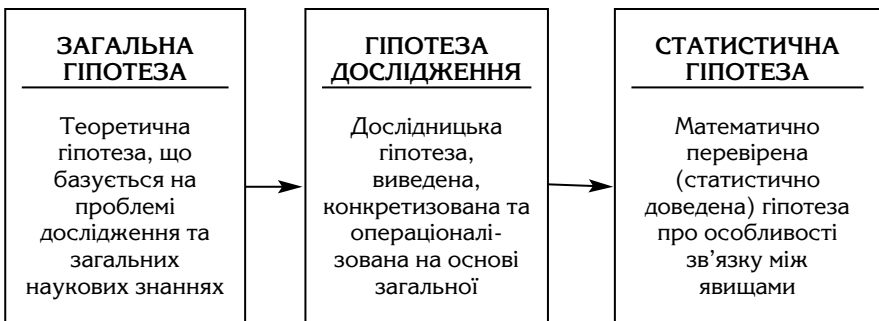 ЗАГАЛЬНА
ГІПОТЕЗА
Теоретична
гіпотеза, що
базується на
проблемі
дослідження та
загальних
наукових знаннях
ГІПОТЕЗА
ДОСЛІДЖЕННЯ
Дослідницька
гіпотеза,
виведена,
конкретизована та
операціоналі-
зована на основі
загальної
СТАТИСТИЧНА
ГІПОТЕЗА
Математично
перевірена
(статистично
доведена) гіпотеза
про особливості
зв’язку між
явищами